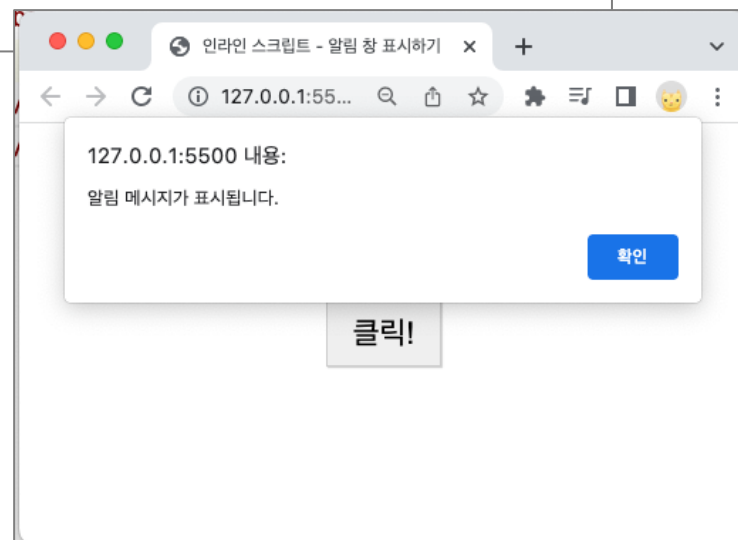 인라인 스크립트 - 알림 창 표시하기
127.0.0.1:55...
127.0.0.1:5500 내용:
알림 메시지가 표시됩니다.
확인
클릭!